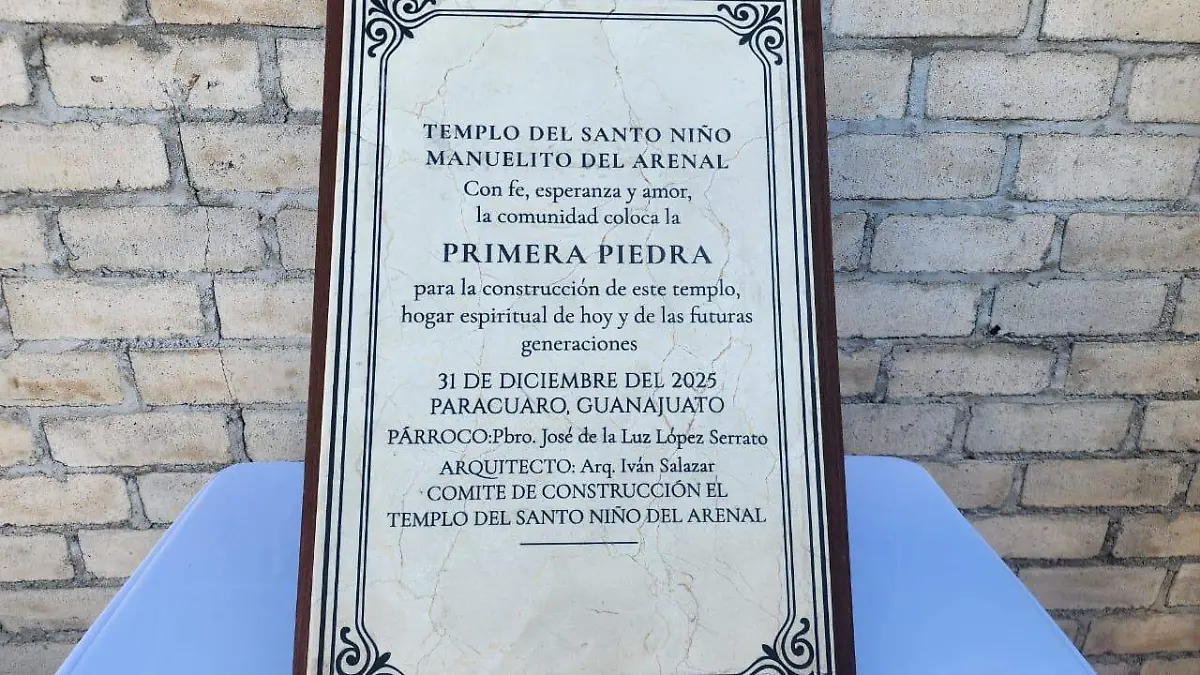 TEMPLO DEL SANTO NIÑO
MANUELITO DEL ARENAL
Con fe, esperanza y amor,
la comunidad coloca la
PRIMERA PIEDRA
para la construcción de este templo,
hogar espiritual de hoy y de las futuras
generaciones
31 DE DICIEMBRE DEL 2025
PARACUARO, GUANAJUATO
PÁRROCO:Pbro. José de la Luz López Serrato
ARQUITECTO: Arq. Iván Salazar
COMITE DE CONSTRUCCIÓN EL
TEMPLO DEL SANTO NIÑO DEL ARENAL